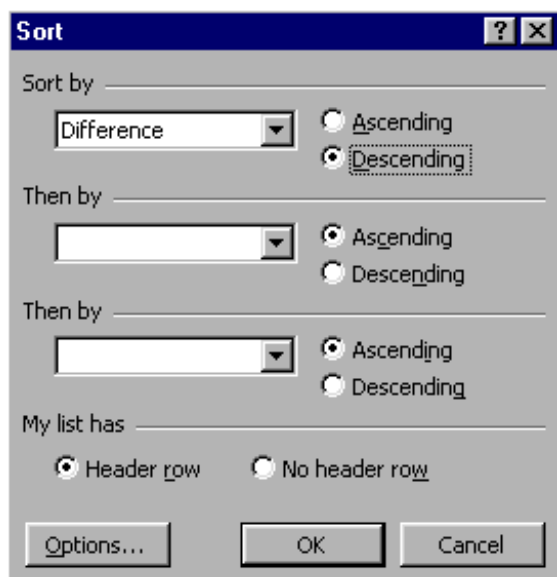 Sort
Sort by
Difference
Ascending
Descending
Then by
Ascending
Descending
Then by
Ascending
Descending
My list has
Header row No header row
Options... OK Cancel